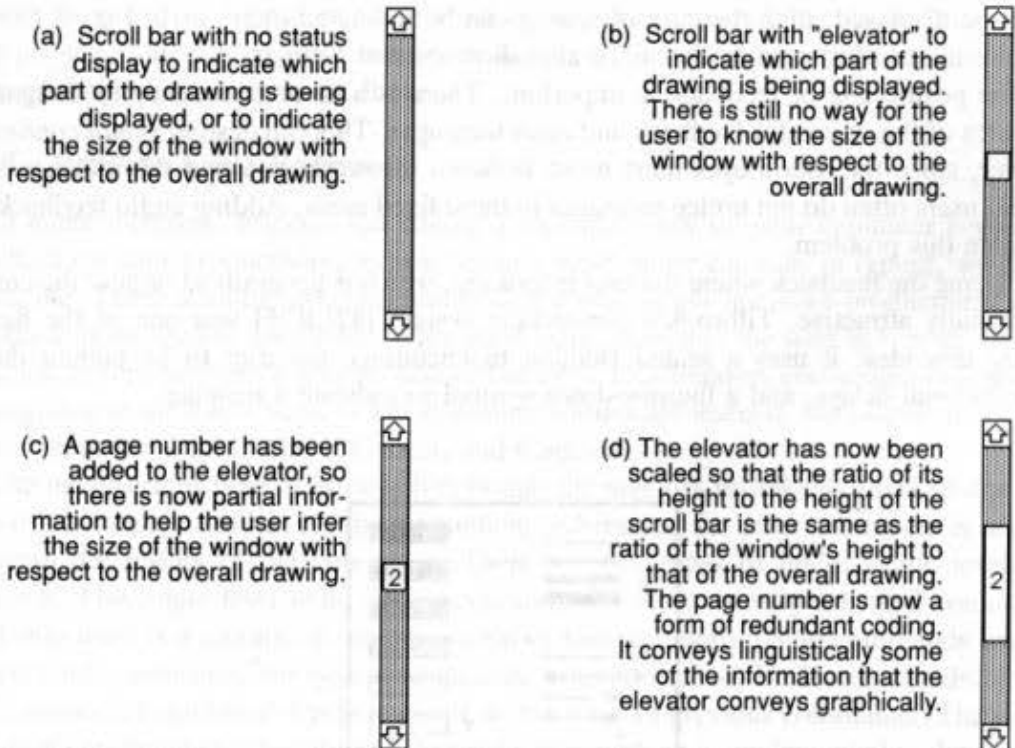 (a) Scroll bar with no status
display to indicate which
part of the drawing is being
displayed, or to indicate
the size of the window with
respect to the overall drawing.
(b) Scroll bar with "elevator" to
indicate which part of the
drawing is being displayed.
There is still no way for the
user to know the size of the
window with respect to the
overall drawing.
(c) A page number has been
added to the elevator, so
there is now partial infor-
mation to help the user infer
the size of the window with
respect to the overall drawing.
2
(d) The elevator has now been
scaled so that the ratio of its
height to the height of the
scroll bar is the same as the
ratio of the window's height to
that of the overall drawing.
The page number is now a
form of redundant coding.
It conveys linguistically some
of the information that the
elevator conveys graphically.
2